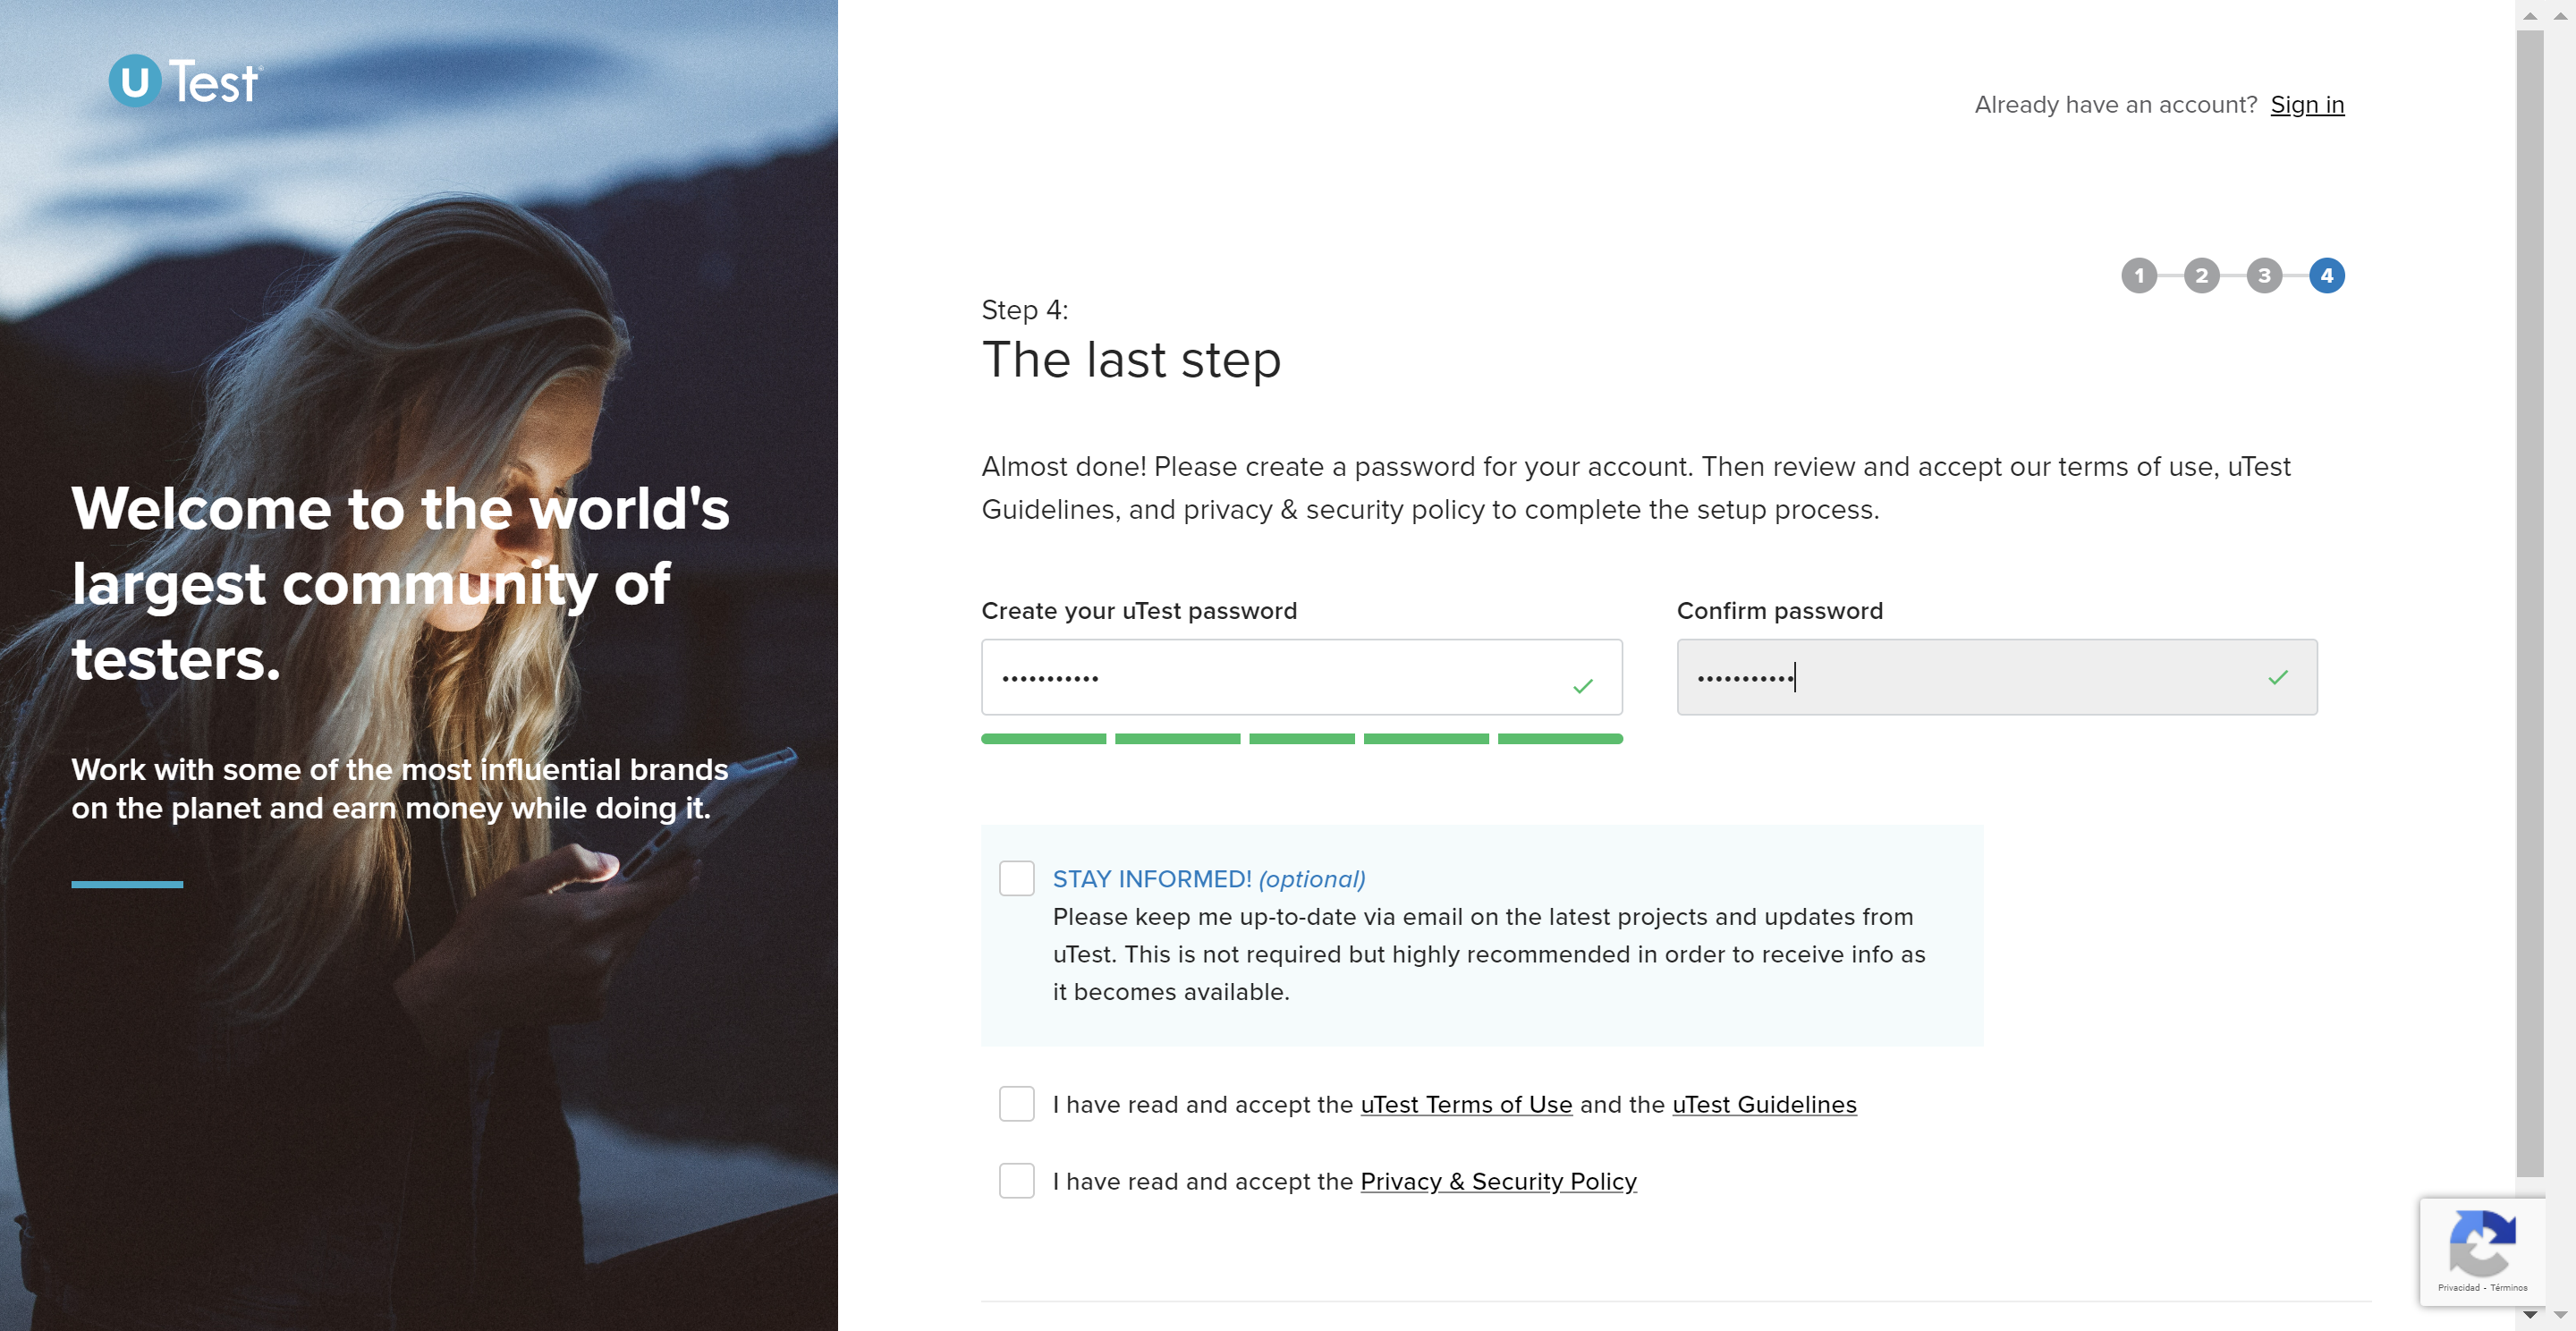 U Test
Already have an account? Sign in
1 2 3 4
Step 4:
The last step
Almost done! Please create a password for your account. Then review and accept our terms of use, uTest
Guidelines, and privacy & security policy to complete the setup process.
Welcome to the world's
largest community of
testers.
Work with some of the most influential brands
on the planet and earn money while doing it.
Create your uTest password
Confirm password
•••••••••••
•••••••••••
STAY INFORMED! (optional)
Please keep me up-to-date via email on the latest projects and updates from
uTest. This is not required but highly recommended in order to receive info as
it becomes available.
I have read and accept the uTest Terms of Use and the uTest Guidelines
I have read and accept the Privacy & Security Policy
Privacidad - Términos